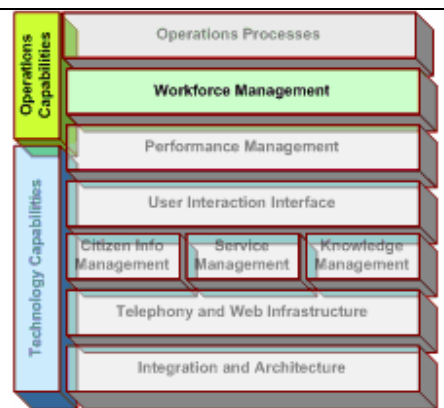 Operations
Capabilities
Operations Processes
Workforce Management
Performance Management
Technology Capabilities
User Interaction Interface
Citizen Info
Management
Service
Management
Knowledge
Management
Telephony and Web Infrastructure
Integration and Architecture